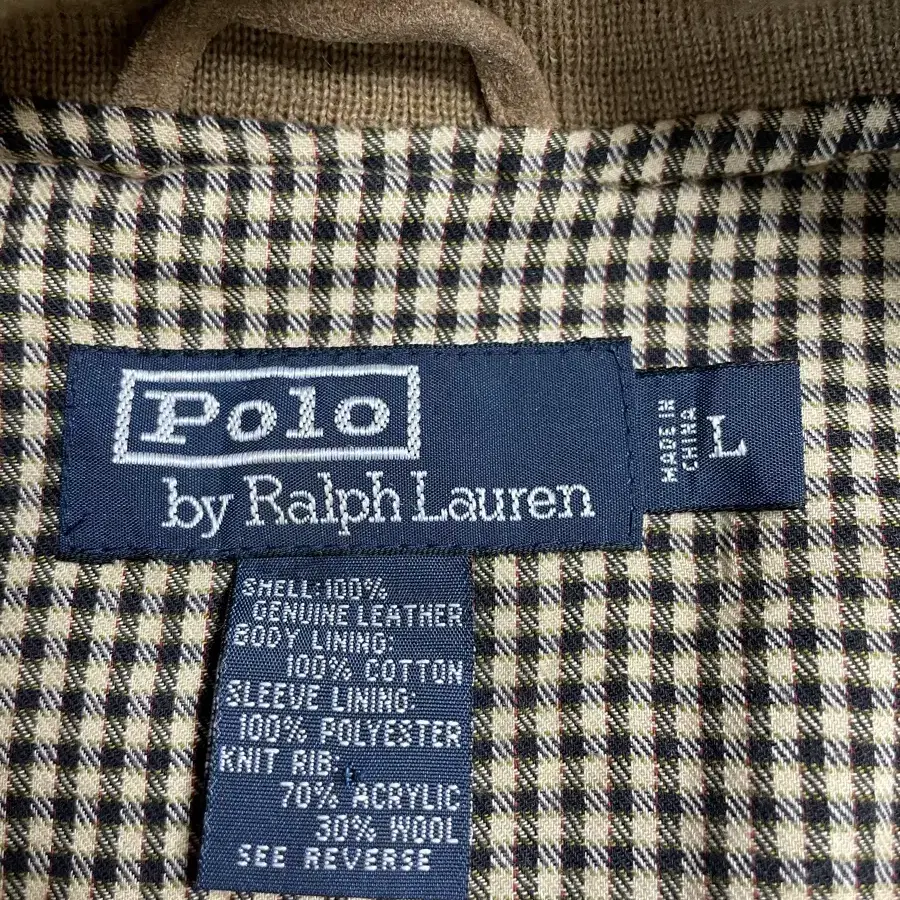 Polo
by Ralph Lauren
MADE IN
CHINA
L
SHELL:100%
GENUINE LEATHER
BODY LINING:
100% COTTON
SLEEVE LINING:
100% POLYESTER
KNIT RIB:
70% ACRYLIC
30% WOOL
SEE REVERSE